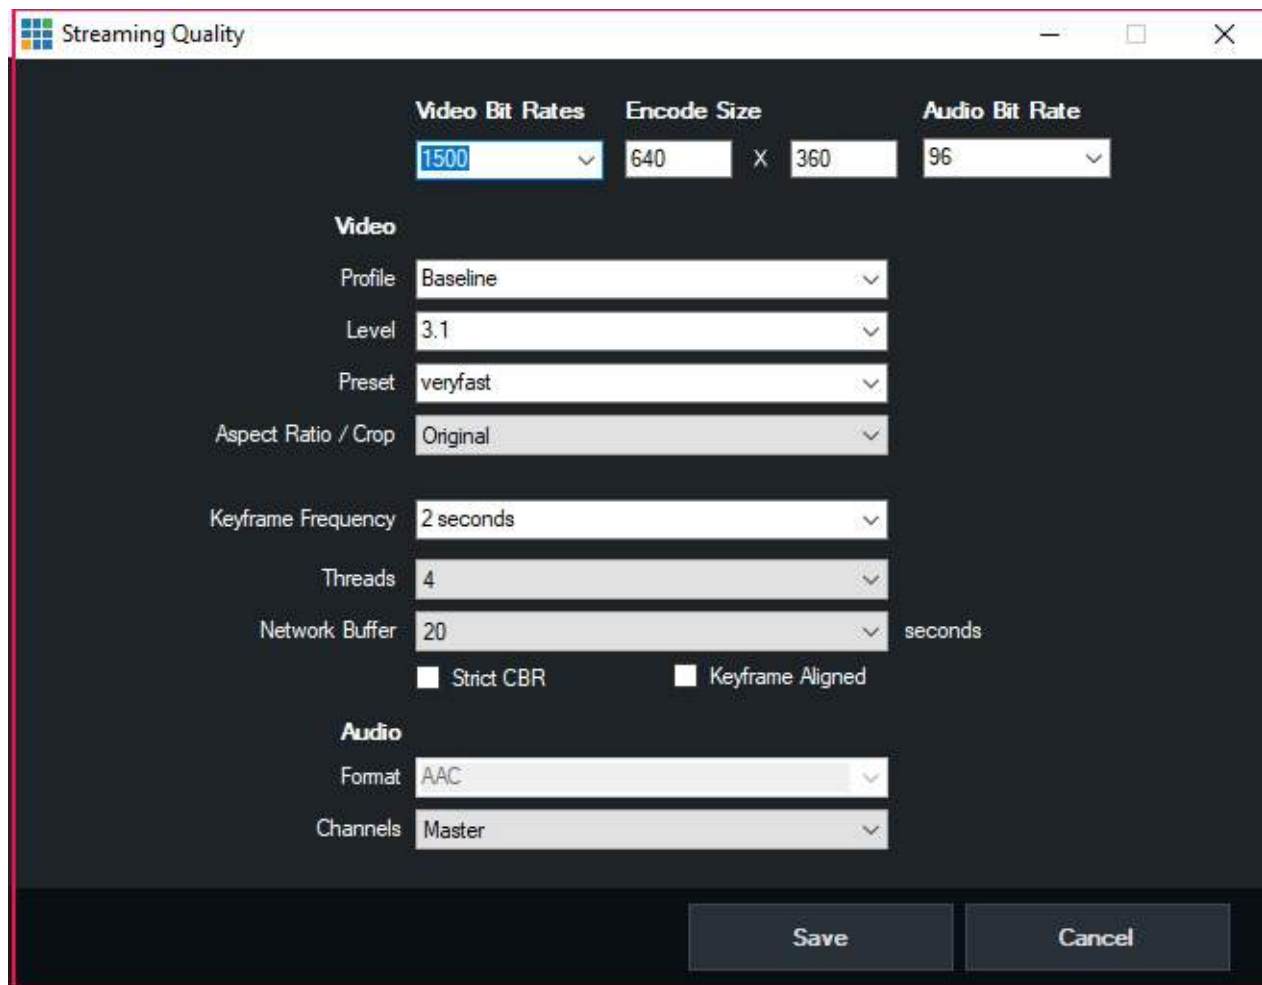 Streaming Quality
Video Bit Rates Encode Size Audio Bit Rate
1500 640 X 360 96
Video
Profile Baseline
Level 3.1
Preset veryfast
Aspect Ratio / Crop Original
Keyframe Frequency 2 seconds
Threads 4
Network Buffer 20 seconds
Strict CBR Keyframe Aligned
Audio
Format AAC
Channels Master
Save Cancel